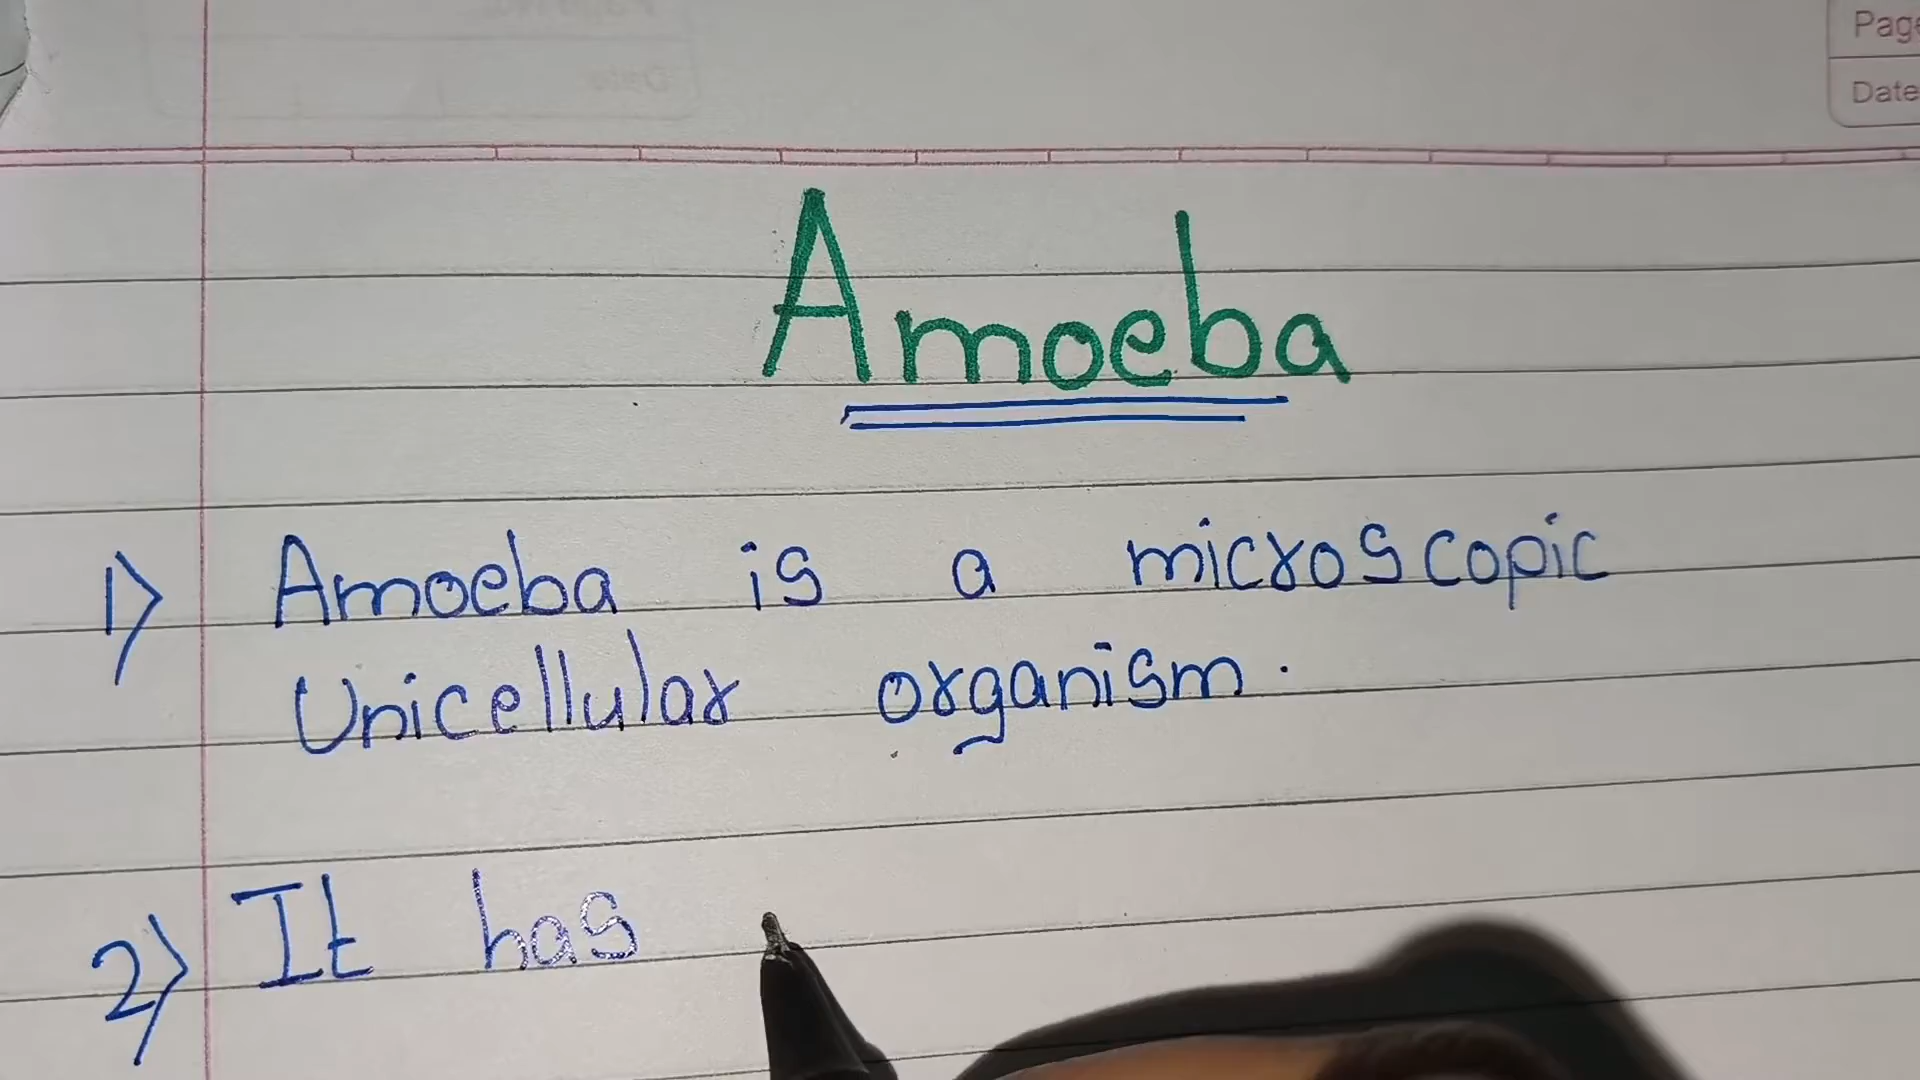 Page
Date
Amoeba
1) Amoeba is a microscopic
Unicellular organism.
2) It has